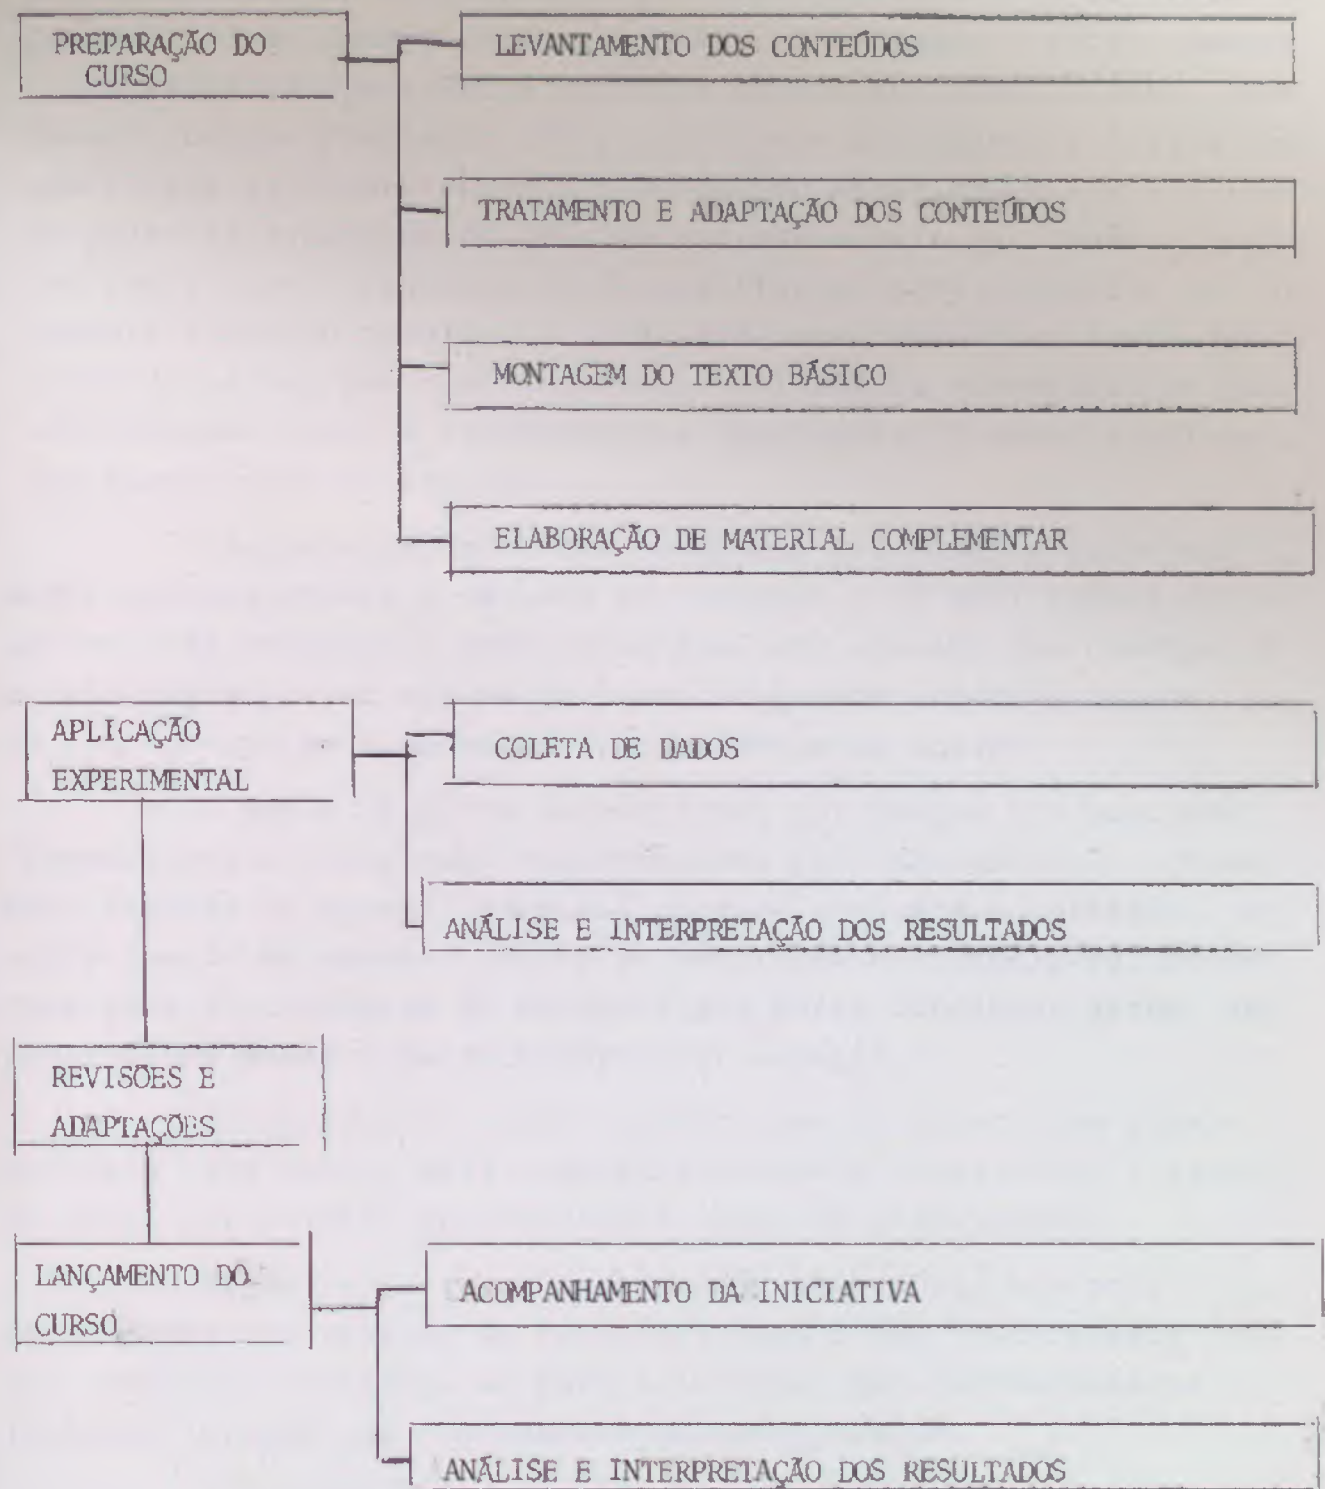 PREPARAÇÃO DO
CURSO
LEVANTAMENTO DOS CONTEÚDOS
TRATAMENTO E ADAPTAÇÃO DOS CONTEÚDOS
MONTAGEM DO TEXTO BÁSICO
ELABORAÇÃO DE MATERIAL COMPLEMENTAR
APLICAÇÃO
EXPERIMENTAL
COLETA DE DADOS
ANÁLISE E INTERPRETAÇÃO DOS RESULTADOS
REVISÕES E
ADAPTAÇÕES
LANÇAMENTO DO
CURSO
ACOMPANHAMENTO DA INICIATIVA
ANÁLISE E INTERPRETAÇÃO DOS RESULTADOS